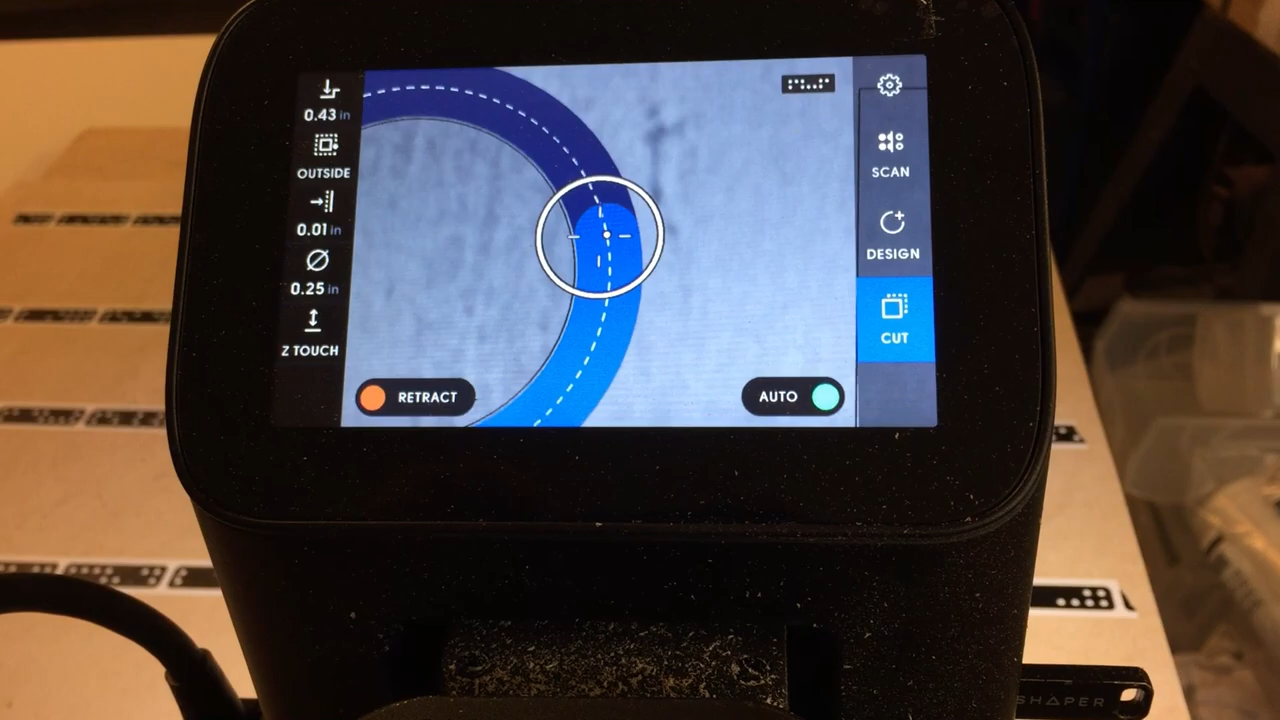 0.43 in
OUTSIDE
0.01 in
0.25 in
Z TOUCH
RETRACT
AUTO
SCAN
DESIGN
CUT
SHAPER